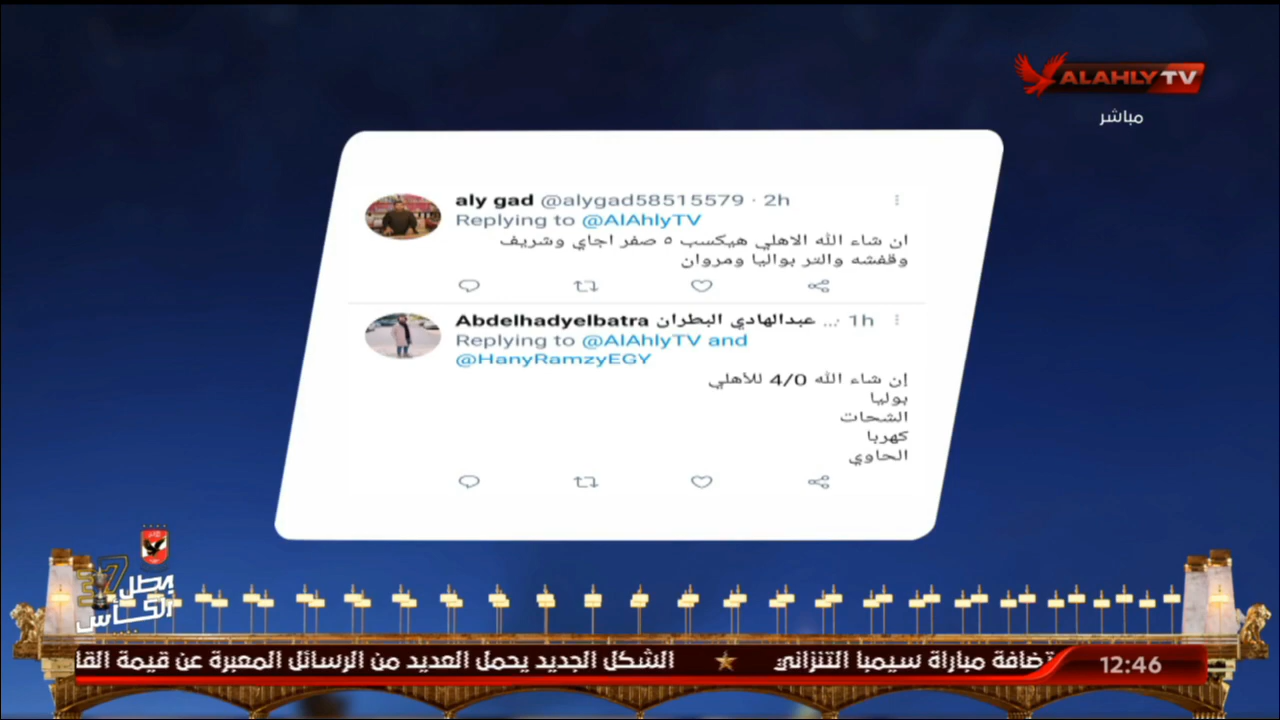 ALAHLY TV
مباشر
aly gad @alygad58515579 · 2h
Replying to @AlAhlyTV
ان شاء الله الاهلي هيكسب ٥ صفر اجاي وشريف
وقفشه والتر بواليا ومروان
Abdelhadyelbatra عبدالهادي البطران ... · 1h
Replying to @AlAhlyTV and
@HanyRamzyEGY
إن شاء الله 4/0 للأهلي
بوليا
الشحات
كهربا
الحاوي
بطل
37
الكأس
تضافة مباراة سيمبا التنزاني ★ الشكل الجديد يحمل العديد من الرسائل المعبرة عن قيمة القا
12:46